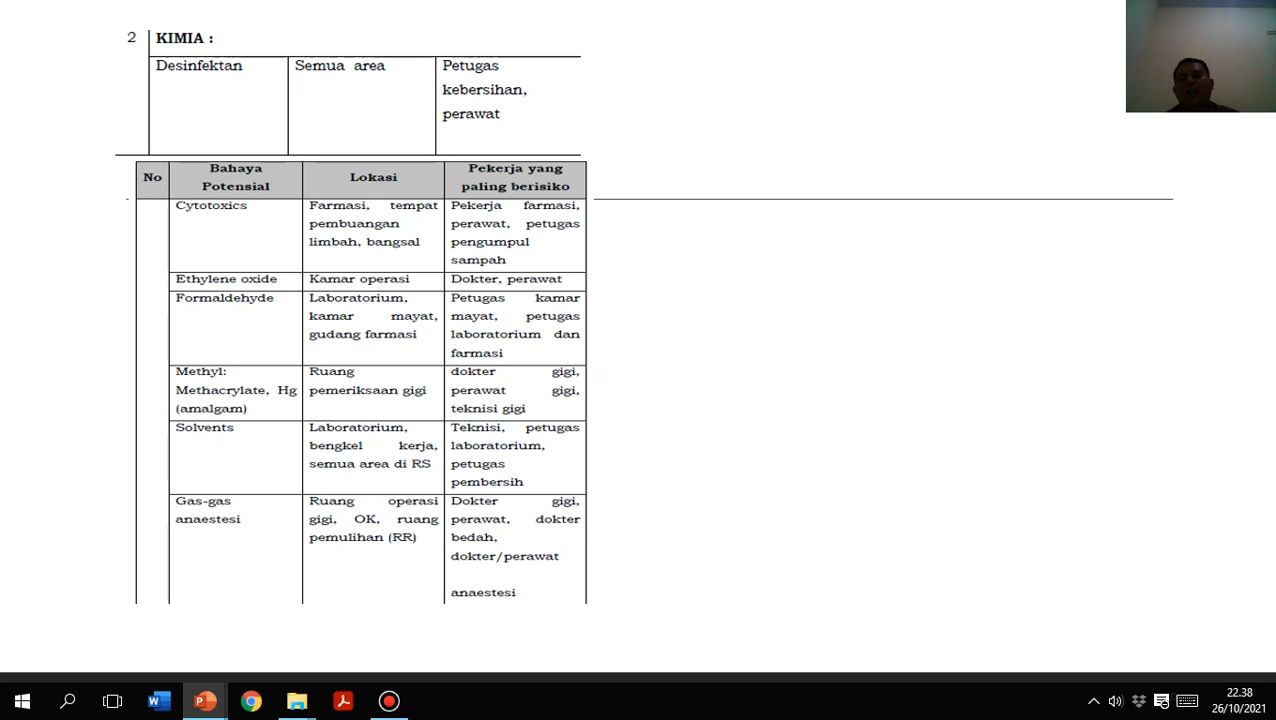 2 KIMIA :
Desinfektan Semua area Petugas
kebersihan,
perawat
No Bahaya Potensial Lokasi Pekerja yang paling berisiko
Cytotoxics Farmasi, tempat Pekerja farmasi,
pembuangan perawat, petugas
limbah, bangsal pengumpul
sampah
Ethylene oxide Kamar operasi Dokter, perawat
Formaldehyde Laboratorium, Petugas kamar
kamar mayat, mayat, petugas
gudang farmasi laboratorium dan
farmasi
Methyl: Ruang dokter gigi,
Methacrylate, Hg pemeriksaan gigi perawat gigi,
(amalgam) teknisi gigi
Solvents Laboratorium, Teknisi, petugas
bengkel kerja, laboratorium,
semua area di RS petugas
pembersih
Gas-gas Ruang operasi Dokter gigi,
anaestesi gigi, OK, ruang perawat, dokter
pemulihan (RR) bedah,
dokter/perawat
anaestesi
22.38
26/10/2021